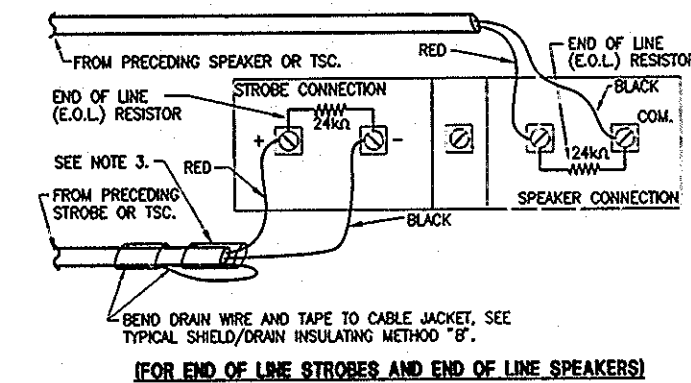 FROM PRECEDING SPEAKER OR TSC.
RED
END OF LINE
(E.O.L.) RESISTOR
BLACK
STROBE CONNECTION
END OF LINE
(E.O.L.) RESISTOR
24kΩ
+
-
COM.
24kΩ
SEE NOTE 3.
RED
FROM PRECEDING
STROBE OR TSC.
SPEAKER CONNECTION
BLACK
BEND DRAIN WIRE AND TAPE TO CABLE JACKET, SEE
TYPICAL SHIELD/DRAIN INSULATING METHOD "B".
(FOR END OF LINE STROBES AND END OF LINE SPEAKERS)